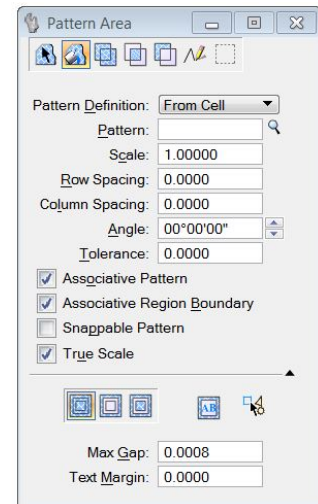 Pattern Area
Pattern Definition: From Cell
Pattern:
Scale: 1.00000
Row Spacing: 0.0000
Column Spacing: 0.0000
Angle: 00°00'00"
Tolerance: 0.0000
Associative Pattern
Associative Region Boundary
Snappable Pattern
True Scale
AB
Max Gap: 0.0008
Text Margin: 0.0000